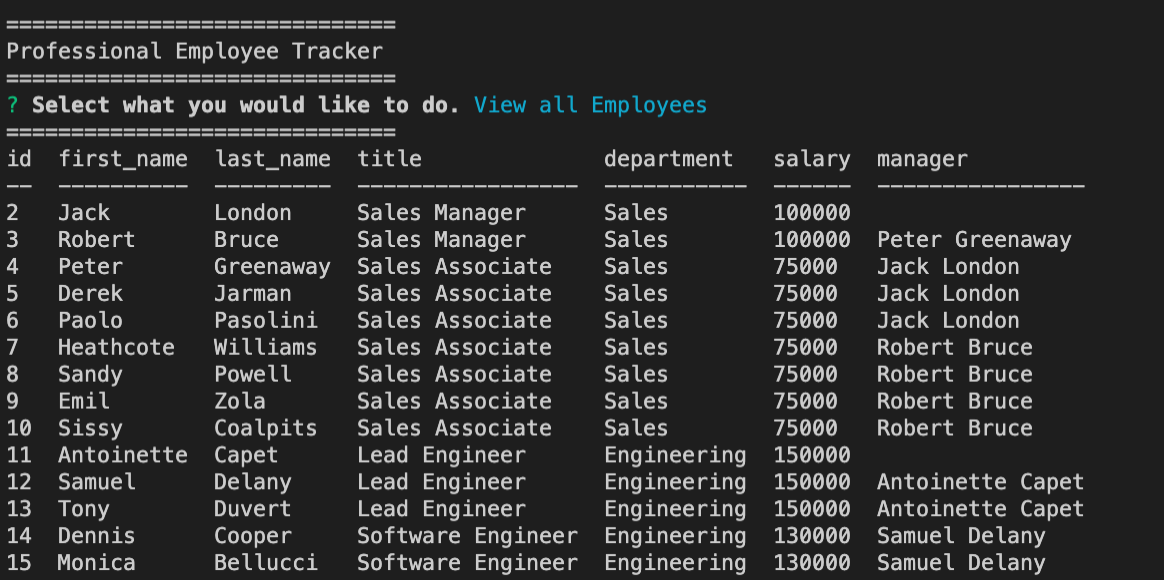 ==============================
Professional Employee Tracker
==============================
? Select what you would like to do. View all Employees
==============================
id  first_name  last_name  title              department   salary  manager
--  ----------  ---------  -----------------  -----------  ------  ----------------
2   Jack        London     Sales Manager      Sales        100000
3   Robert      Bruce      Sales Manager      Sales        100000  Peter Greenaway
4   Peter       Greenaway  Sales Associate    Sales        75000   Jack London
5   Derek       Jarman     Sales Associate    Sales        75000   Jack London
6   Paolo       Pasolini   Sales Associate    Sales        75000   Jack London
7   Heathcote   Williams   Sales Associate    Sales        75000   Robert Bruce
8   Sandy       Powell     Sales Associate    Sales        75000   Robert Bruce
9   Emil        Zola       Sales Associate    Sales        75000   Robert Bruce
10  Sissy       Coalpits   Sales Associate    Sales        75000   Robert Bruce
11  Antoinette  Capet      Lead Engineer      Engineering  150000
12  Samuel      Delany     Lead Engineer      Engineering  150000  Antoinette Capet
13  Tony        Duvert     Lead Engineer      Engineering  150000  Antoinette Capet
14  Dennis      Cooper     Software Engineer  Engineering  130000  Samuel Delany
15  Monica      Bellucci   Software Engineer  Engineering  130000  Samuel Delany